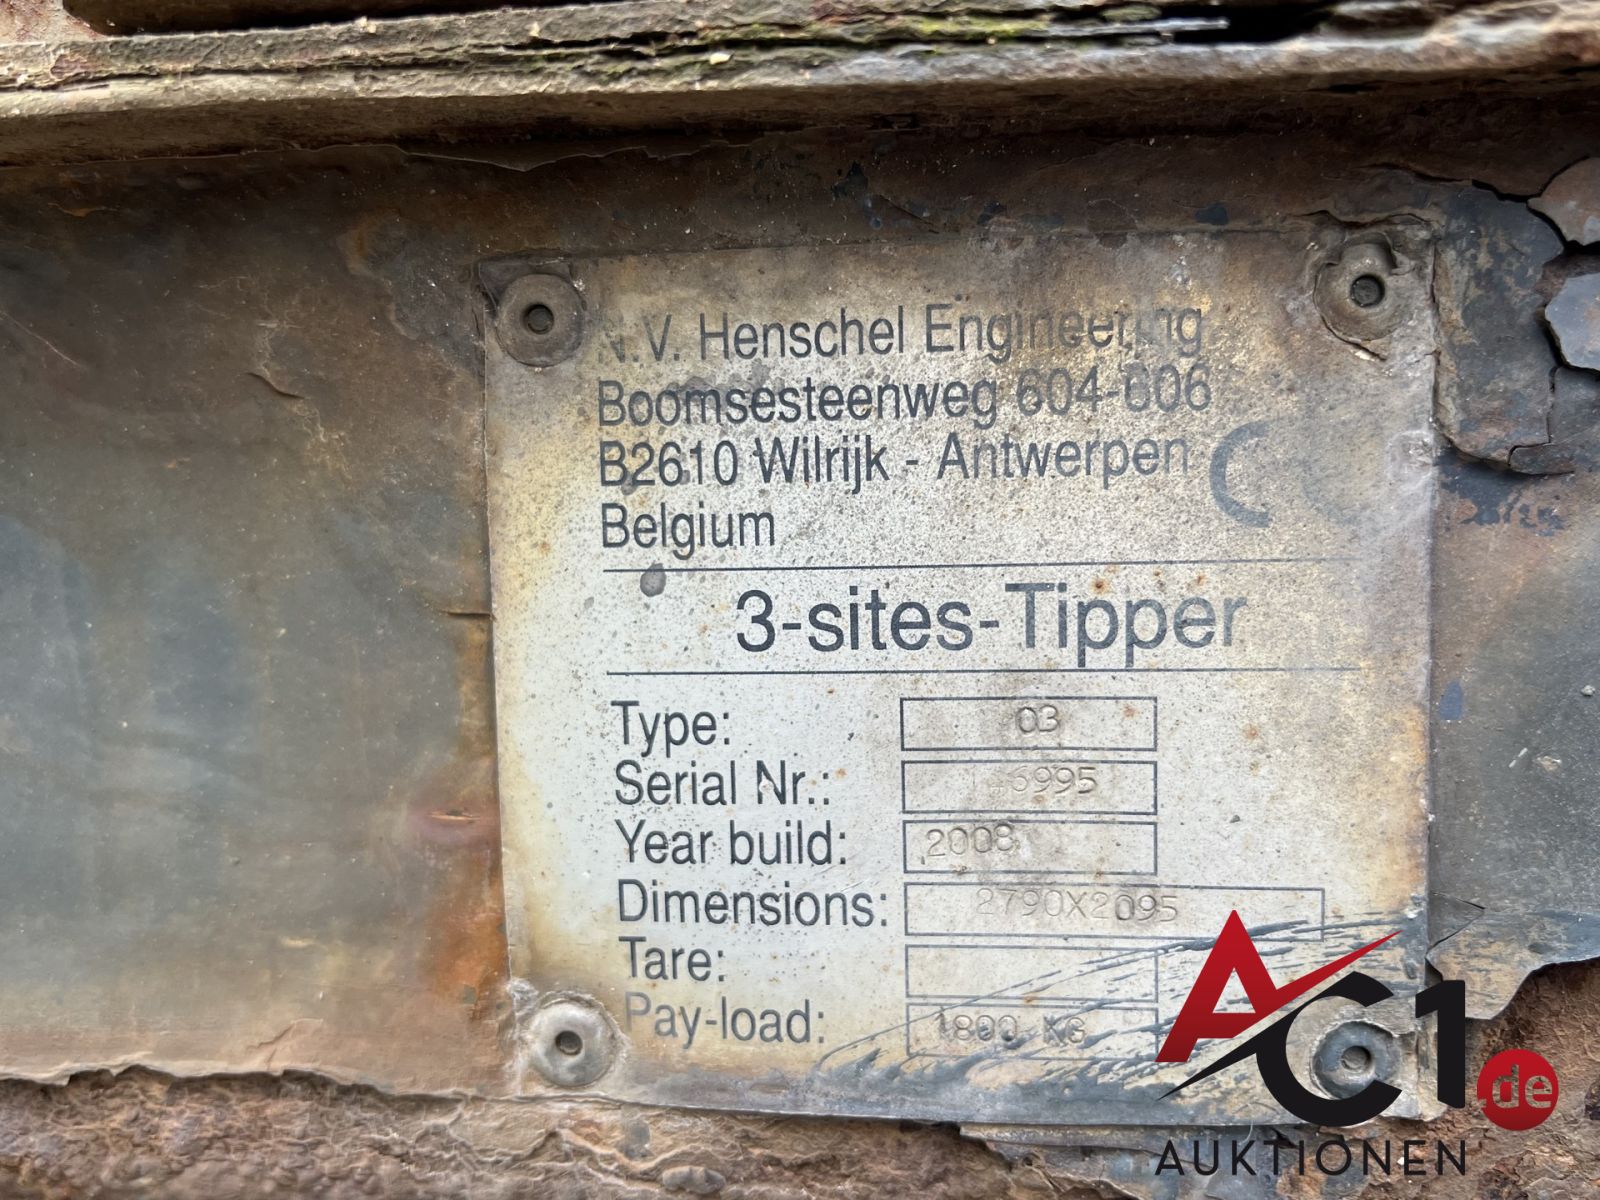 N.V. Henschel Engineering
Boomsesteenweg 604-606
B2610 Wilrijk - Antwerpen
Belgium
3-sites-Tipper
Type: 03
Serial Nr.:
Year build: 2008
Dimensions: 2790X2095
Tare:
Pay-load: 1800 KG
AC1.de
AUKTIONEN